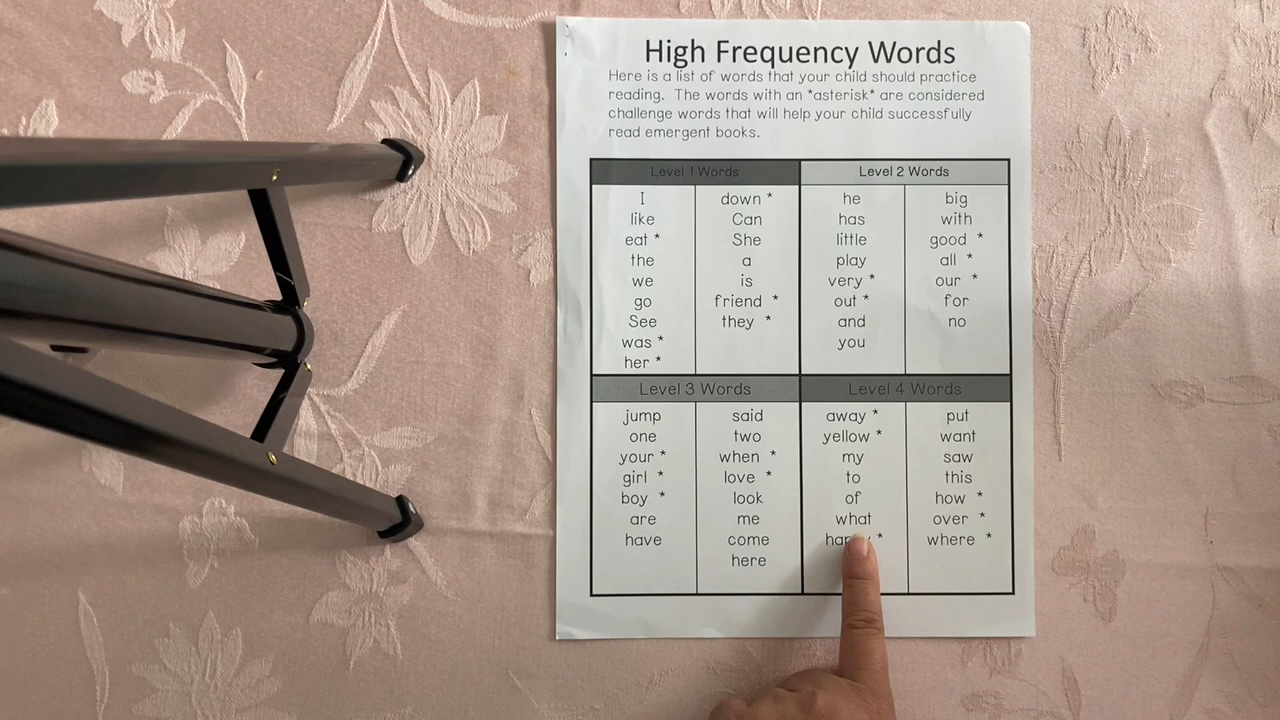 High Frequency Words
Here is a list of words that your child should practice
reading. The words with an *asterisk* are considered
challenge words that will help your child successfully
read emergent books.
Level 1 Words
I
like
eat *
the
we
go
See
was *
her *
down *
Can
She
a
is
friend *
they *
Level 2 Words
he
has
little
play
very *
out *
and
you
big
with
good *
all *
our *
for
no
Level 3 Words
jump
one
your *
girl *
boy *
are
have
said
two
when *
love *
look
me
come
here
Level 4 Words
away *
yellow *
my
to
of
what
happy *
put
want
saw
this
how *
over *
where *